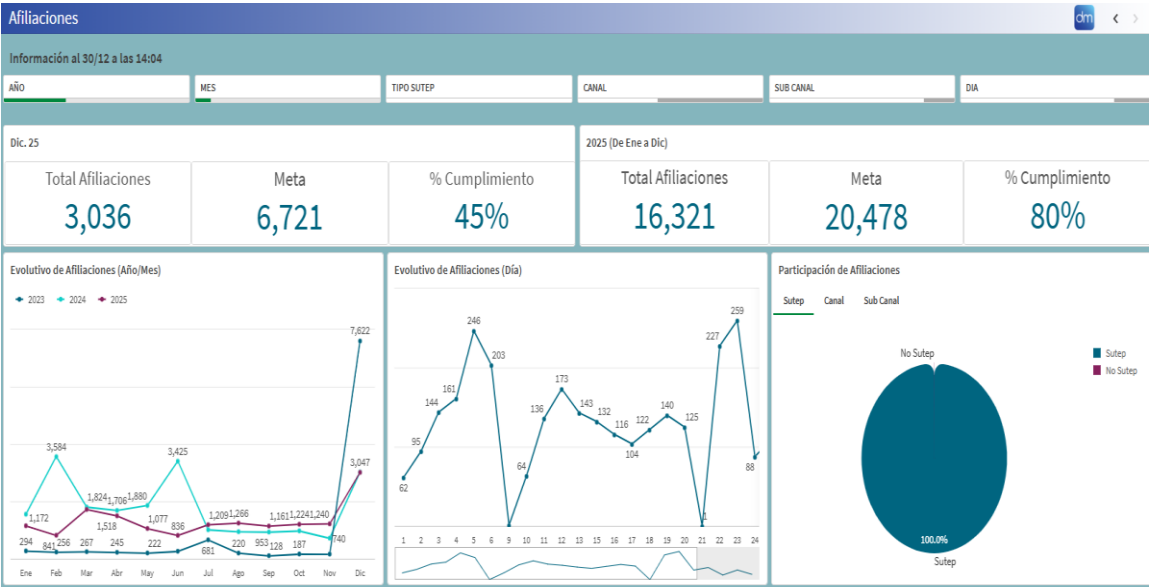 Afiliaciones
dm
Información al 30/12 a las 14:04
AÑO MES TIPO SUTEP CANAL SUB CANAL DIA
Dic. 25
Total Afiliaciones Meta % Cumplimiento
3,036 6,721 45%
2025 (De Ene a Dic)
Total Afiliaciones Meta % Cumplimiento
16,321 20,478 80%
Evolutivo de Afiliaciones (Año/Mes)
2023 2024 2025
7,622
3,584 3,425 3,047
1,172 1,824 1,706 1,880 1,209 1,266 1,161 1,224 1,240
1,518 1,077 836
294 841 256 267 245 222 681 220 953 128 187 740
Ene Feb Mar Abr May Jun Jul Ago Sep Oct Nov Dic
Evolutivo de Afiliaciones (Día)
62 95 144 161 246 203 64 136 173 143 132 116 104 122 140 125 1 227 259 88
1 2 3 4 5 6 9 10 11 12 13 15 16 17 18 19 20 21 22 23 24
Participación de Afiliaciones
Sutep Canal Sub Canal
No Sutep
Sutep
No Sutep
100.0%
Sutep